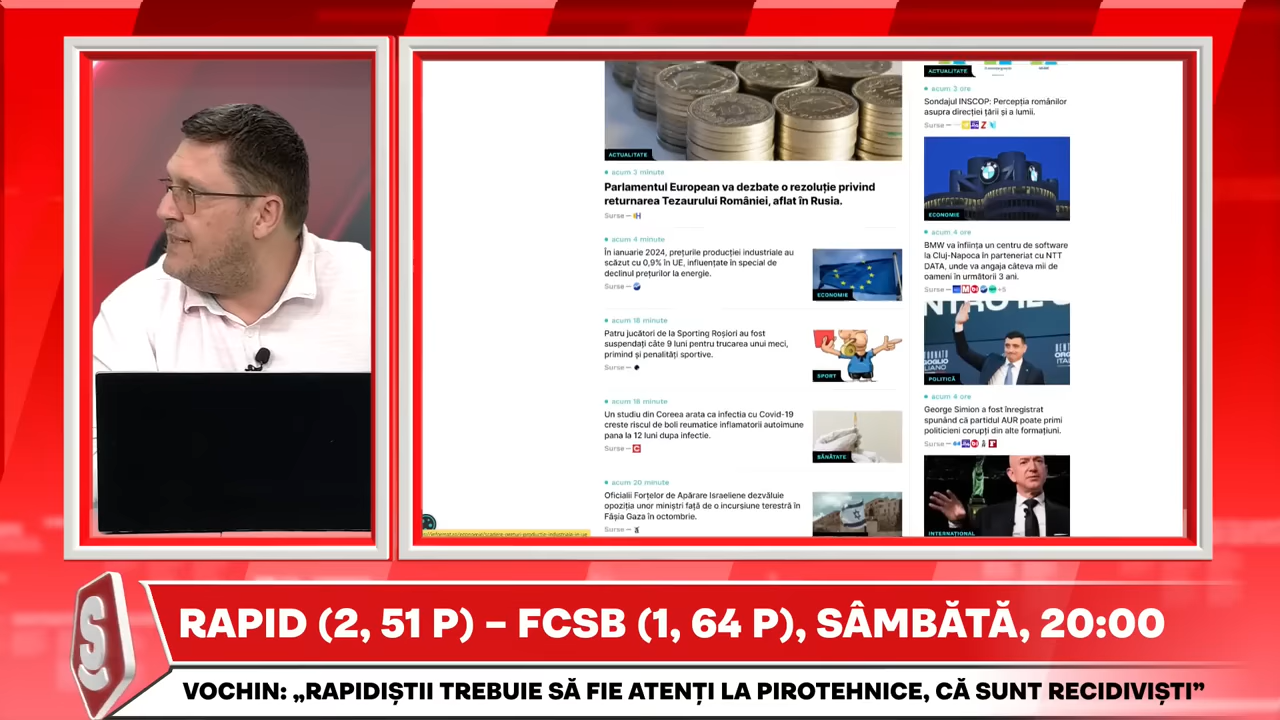 ACTUALITATE
acum 3 minute
Parlamentul European va dezbate o rezoluție privind
returnarea Tezaurului României, aflat în Rusia.
Surse —
acum 4 minute
În ianuarie 2024, prețurile producției industriale au
scăzut cu 0,9% în UE, influențate în special de
declinul prețurilor la energie.
Surse —
ECONOMIE
acum 18 minute
Patru jucători de la Sporting Roșiori au fost
suspendați câte 9 luni pentru trucarea unui meci,
primind și penalități sportive.
Surse —
SPORT
acum 18 minute
Un studiu din Coreea arata ca infectia cu Covid-19
creste riscul de boli reumatice inflamatorii autoimune
pana la 12 luni dupa infectie.
Surse —
SĂNĂTATE
acum 20 minute
Oficialii Forțelor de Apărare Israeliene dezvăluie
opoziția unor miniștri față de o incursiune terestră în
Fâșia Gaza în octombrie.
Surse —
ACTUALITATE
acum 3 ore
Sondajul INSCOP: Percepția românilor
asupra direcției țării și a lumii.
Surse —
ECONOMIE
acum 4 ore
BMW va înființa un centru de software
la Cluj-Napoca în parteneriat cu NTT
DATA, unde va angaja câteva mii de
oameni în următorii 3 ani.
Surse — +5
POLITICĂ
acum 4 ore
George Simion a fost înregistrat
spunând că partidul AUR poate primi
politicieni corupți din alte formațiuni.
Surse —
INTERNAȚIONAL
S
RAPID (2, 51 P) – FCSB (1, 64 P), SÂMBĂTĂ, 20:00
VOCHIN: „RAPIDIȘTII TREBUIE SĂ FIE ATENȚI LA PIROTEHNICE, CĂ SUNT RECIDIVIȘTI”